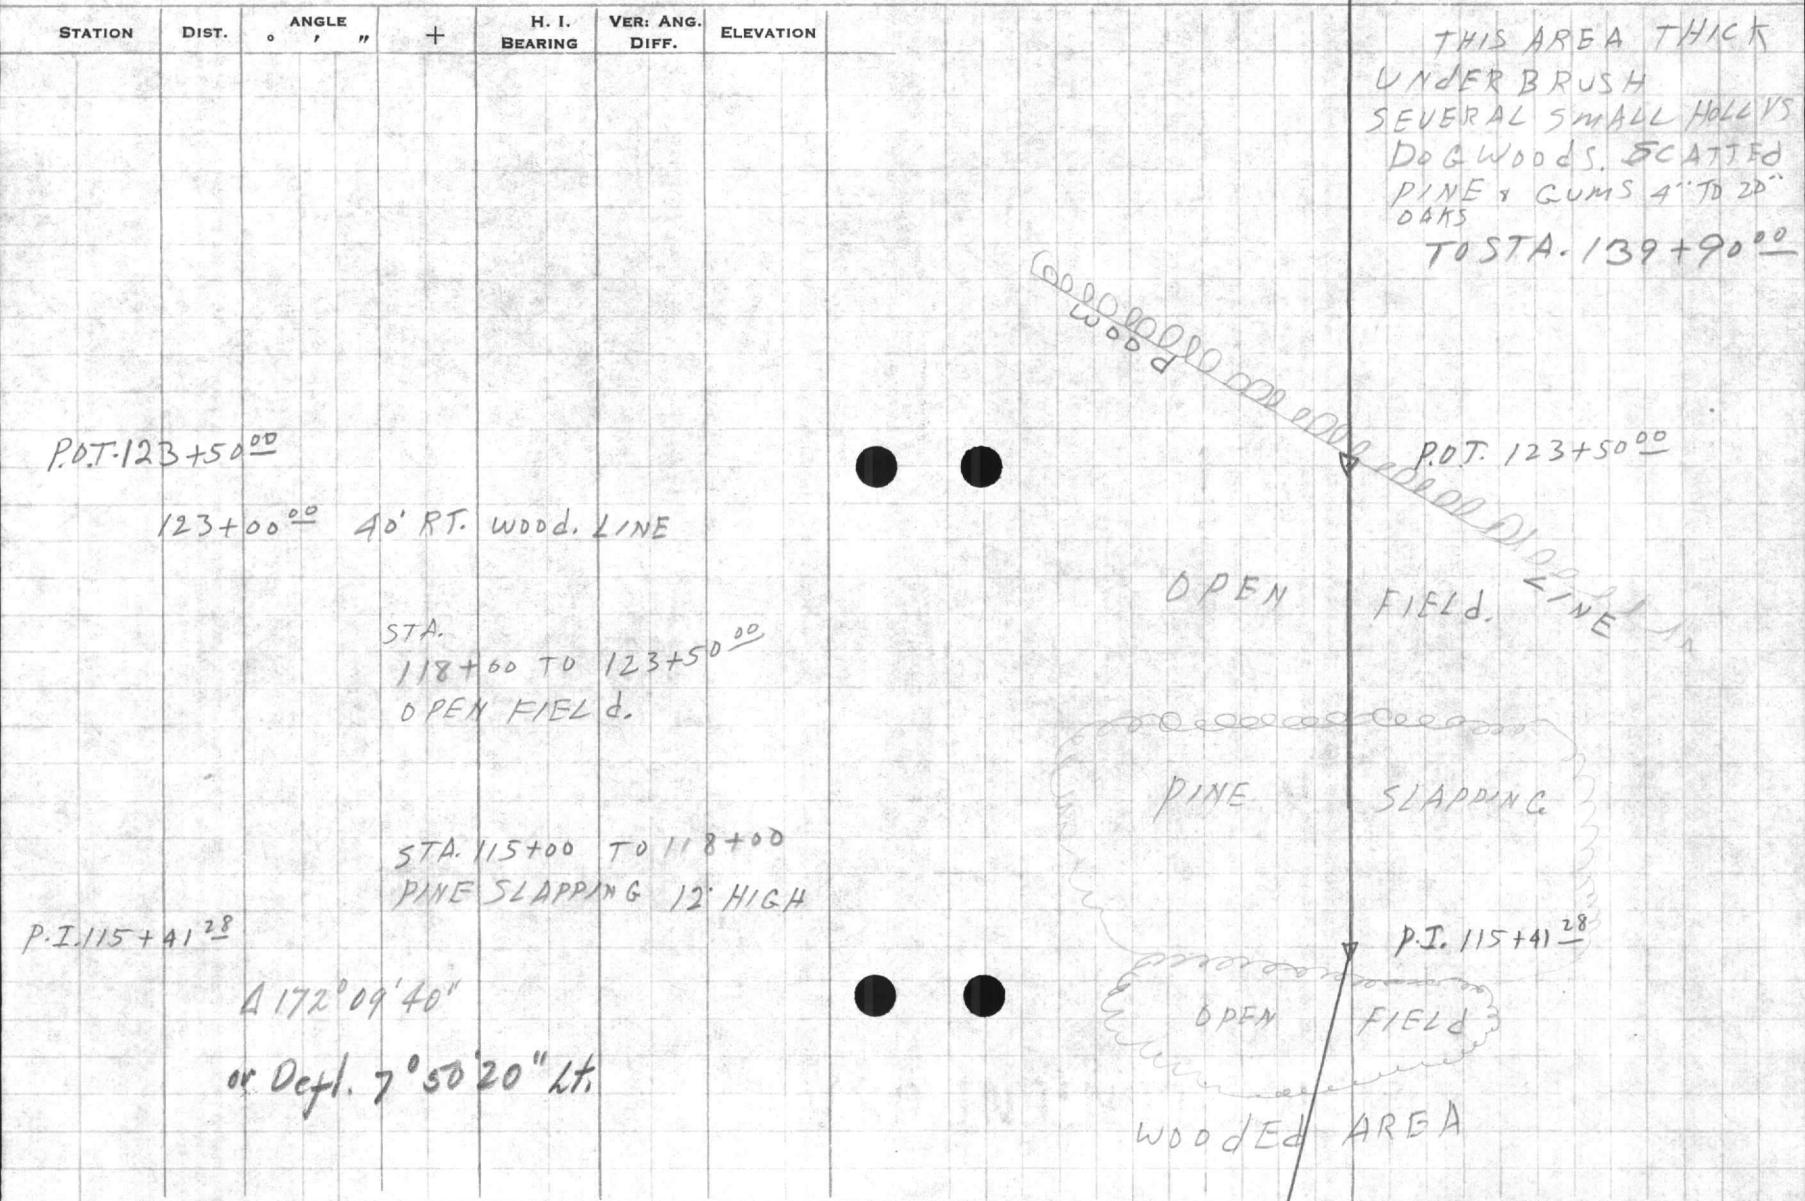 STATION DIST. ANGLE ° ' " + H. I. BEARING VER: ANG. DIFF. ELEVATION
P.O.T. 123+50 00
123+00 00 40' RT. WOOD. LINE
STA.
118+00 TO 123+50 00
OPEN FIELD.
STA. 115+00 TO 118+00
PINE SLAPPING 12' HIGH
P.I. 115+41 28
Δ 172°09'40"
or Defl. 7°50'20" Lt.
THIS AREA THICK
UNDERBRUSH
SEVERAL SMALL HOLLYS
DOGWOODS. SCATTED
PINE & GUMS 4" TO 20"
OAKS
TO STA. 139+90 00
WOOD
P.O.T. 123+50 00
LINE
OPEN FIELD.
PINE SLAPPING
P.I. 115+41 28
OPEN FIELD
WOODED AREA